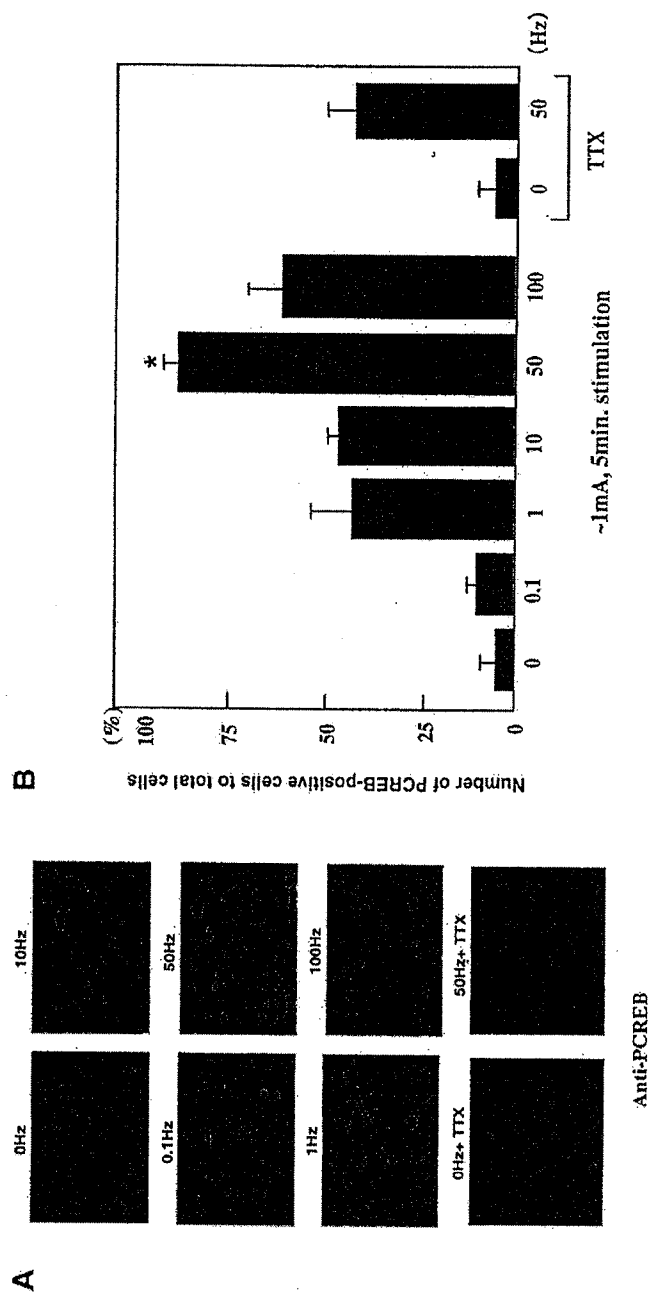 A
0Hz
10Hz
0.1Hz
50Hz
1Hz
100Hz
0Hz+ TTX
50Hz+ TTX
Anti-PCREB
B
(%)
100
75
50
25
0
Number of PCREB-positive cells to total cells
*
0 0.1 1 10 50 100 0 50 (Hz)
~1mA, 5min. stimulation
TTX